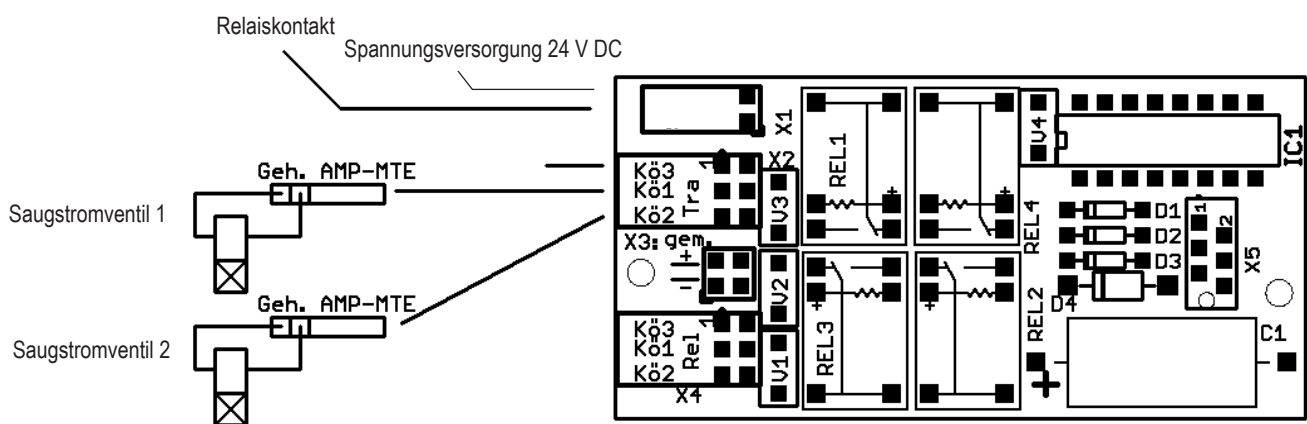 Relaiskontakt
Spannungsversorgung 24 V DC
X1
REL1
V4
IC1
Geh. AMP-MTE
Saugstromventil 1
Kö3
Kö1
Kö2
Tra
1
X2
V3
REL4
D1
D2
D3
D4
1
2
X5
X3: gem.
+
-
V2
Geh. AMP-MTE
Saugstromventil 2
Kö3
Kö1
Kö2
Rel
1
X4
V1
REL3
REL2
C1
+